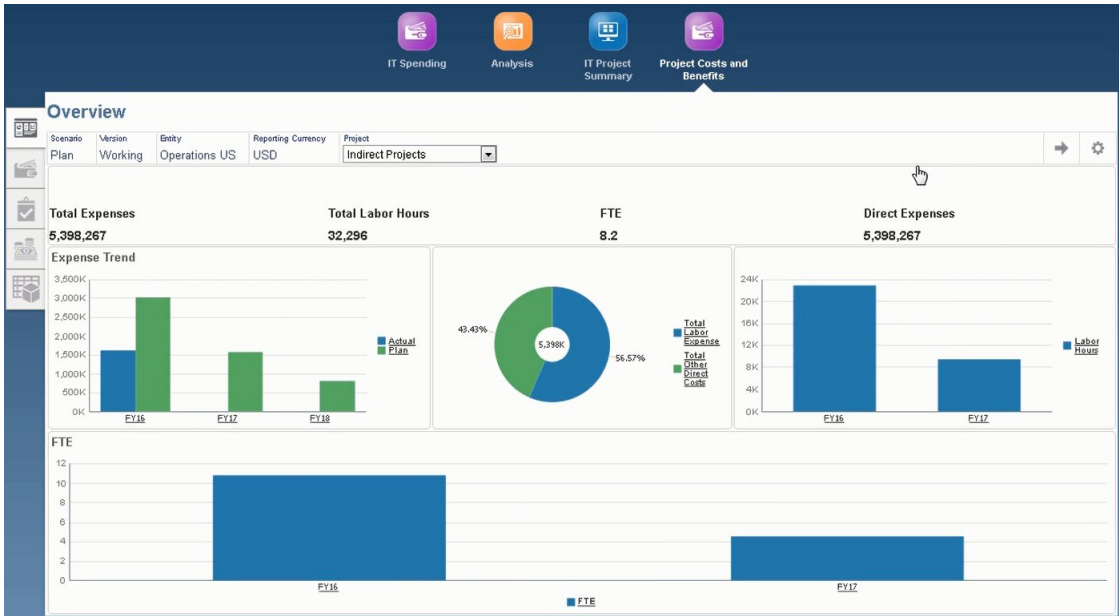 IT Spending
Analysis
IT Project
Summary
Project Costs and
Benefits
Overview
Scenario Version Entity Reporting Currency Project
Plan Working Operations US USD Indirect Projects
Total Expenses Total Labor Hours FTE Direct Expenses
5,398,267 32,296 8.2 5,398,267
Expense Trend
3,500K
3,000K
2,500K
2,000K
1,500K
1,000K
500K
0K
FY16 FY17 FY18
Actual
Plan
43.43%
5,398K
56.57%
Total
Labor
Expense
Total
Other
Direct
Costs
24K
20K
16K
12K
8K
4K
0K
FY16 FY17
Labor
Hours
FTE
12
10
8
6
4
2
0
FY16 FY17
FTE